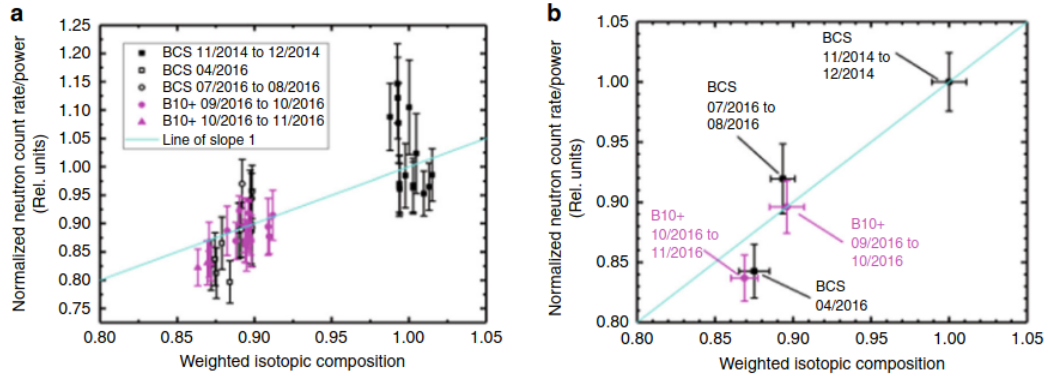 a
Normalized neutron count rate/power
(Rel. units)
1.25
1.20
1.15
1.10
1.05
1.00
0.95
0.90
0.85
0.80
0.75
BCS 11/2014 to 12/2014
BCS 04/2016
BCS 07/2016 to 08/2016
B10+ 09/2016 to 10/2016
B10+ 10/2016 to 11/2016
Line of slope 1
0.80
0.85
0.90
0.95
1.00
1.05
Weighted isotopic composition
b
Normalized neutron count rate/power
(Rel. units)
1.05
1.00
0.95
0.90
0.85
0.80
BCS
11/2014 to
12/2014
BCS
07/2016 to
08/2016
B10+
10/2016 to
11/2016
B10+
09/2016 to
10/2016
BCS
04/2016
0.80
0.85
0.90
0.95
1.00
1.05
Weighted isotopic composition